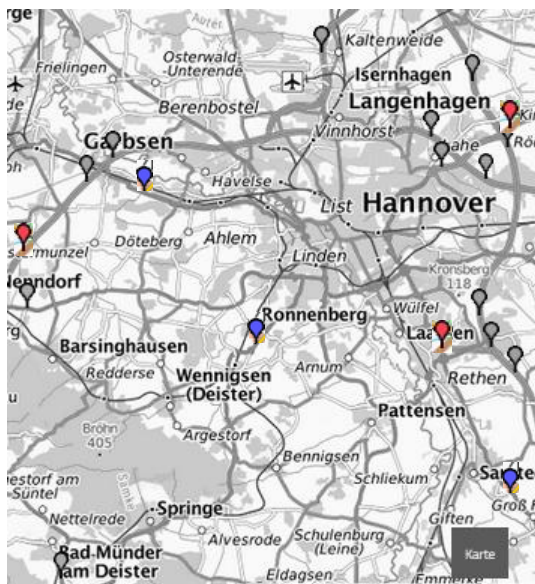 Auter
Kaltenweide
Osterwald
-Unterende
Frielingen
Isernhagen
Berenbostel
Langenhagen
Vinnhorst
Havelse
List
Hannover
Döteberg
Ahlem
Linden
Kronsberg
118
Wülfel
Ronnenberg
Barsinghausen
Redderse
Wennigsen
(Deister)
Arnum
Rethen
Pattensen
Bröhn
405
Argestorf
Bennigsen
Schliekum
Süntel
Springe
Nettelrede
Giften
Alvesrode
Schulenburg
(Leine)
Bad Münder
am Deister
Eldagsen
Karte